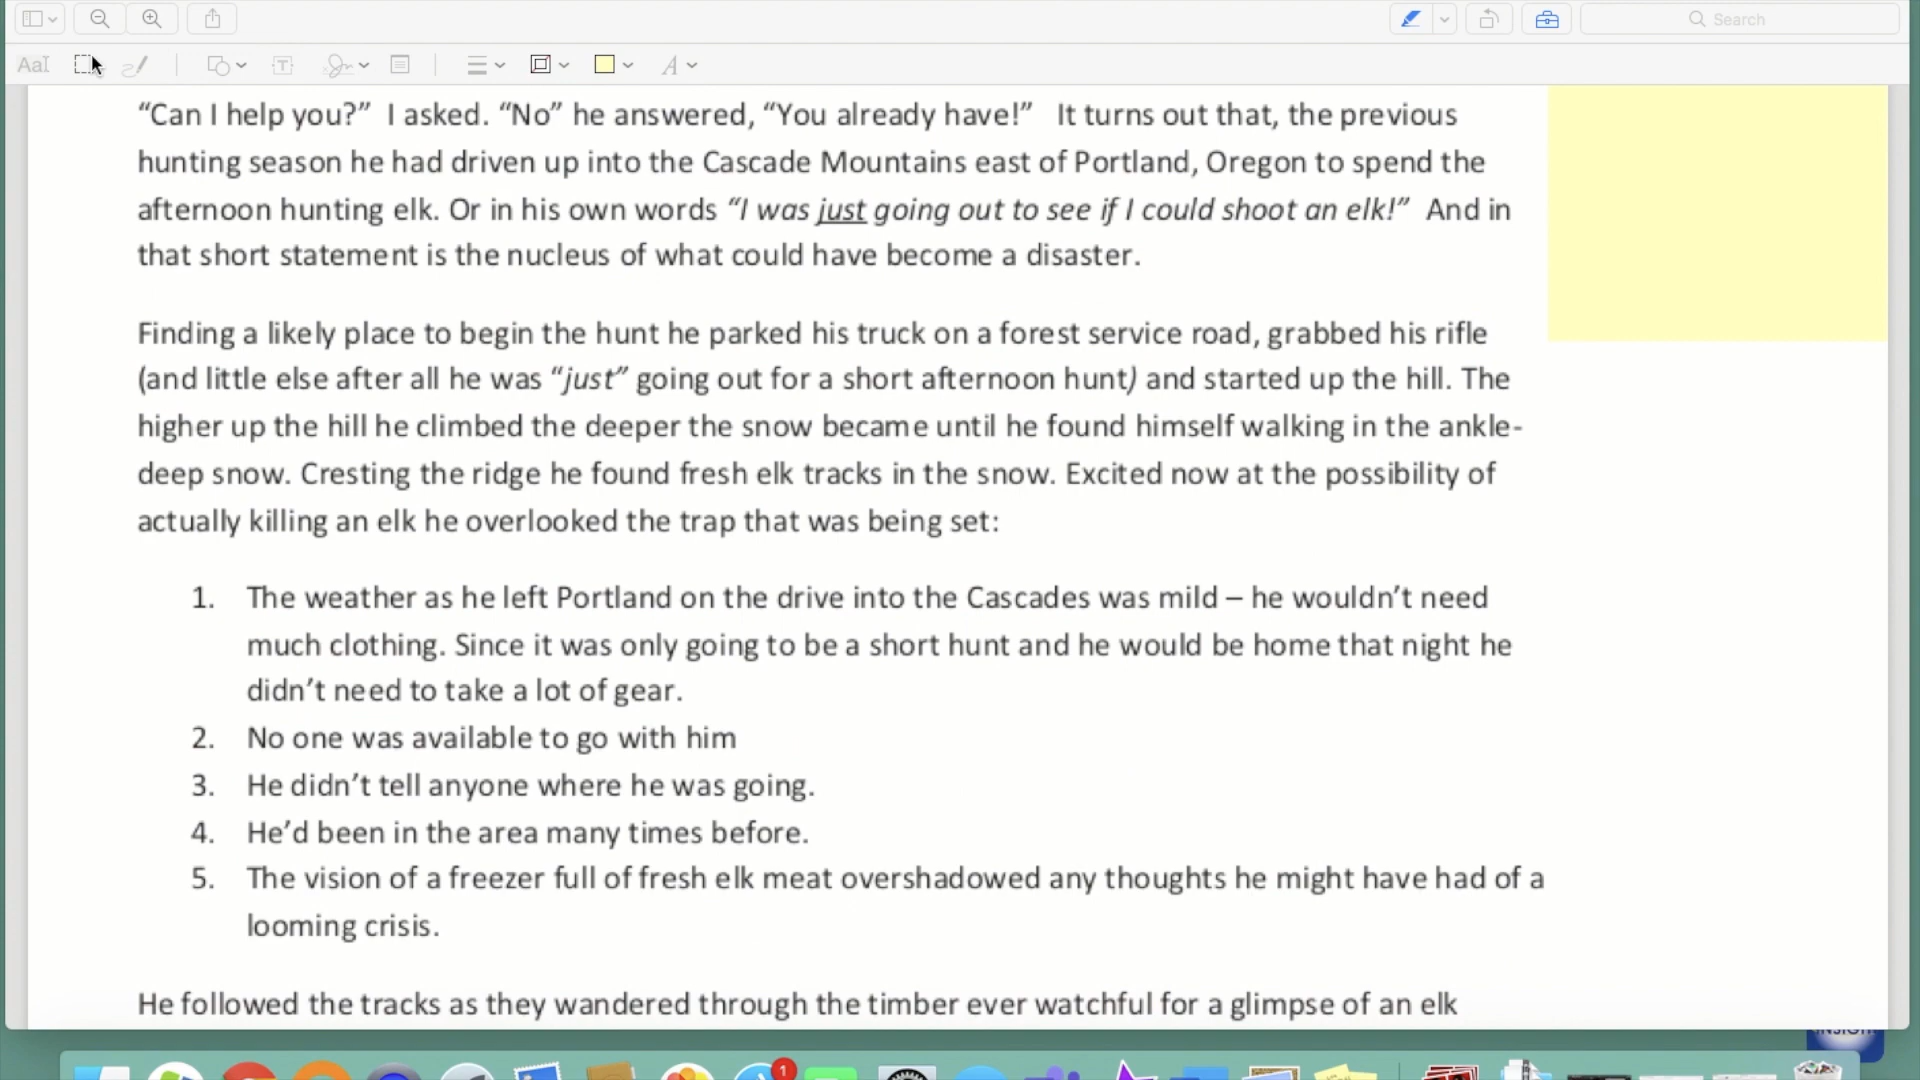 Search
AaI
T
A
“Can I help you?”  I asked. “No” he answered, “You already have!”   It turns out that, the previous
hunting season he had driven up into the Cascade Mountains east of Portland, Oregon to spend the
afternoon hunting elk. Or in his own words “I was just going out to see if I could shoot an elk!”  And in
that short statement is the nucleus of what could have become a disaster.
Finding a likely place to begin the hunt he parked his truck on a forest service road, grabbed his rifle
(and little else after all he was “just” going out for a short afternoon hunt) and started up the hill. The
higher up the hill he climbed the deeper the snow became until he found himself walking in the ankle-
deep snow. Cresting the ridge he found fresh elk tracks in the snow. Excited now at the possibility of
actually killing an elk he overlooked the trap that was being set:
1. The weather as he left Portland on the drive into the Cascades was mild – he wouldn’t need
much clothing. Since it was only going to be a short hunt and he would be home that night he
didn’t need to take a lot of gear.
2. No one was available to go with him
3. He didn’t tell anyone where he was going.
4. He’d been in the area many times before.
5. The vision of a freezer full of fresh elk meat overshadowed any thoughts he might have had of a
looming crisis.
He followed the tracks as they wandered through the timber ever watchful for a glimpse of an elk
1